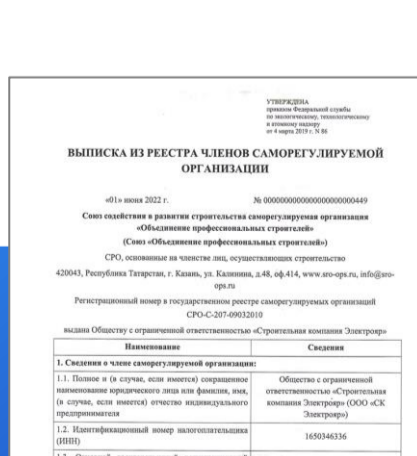 УТВЕРЖДЕНА
приказом Федеральной службы
по экологическому, технологическому
и атомному надзору
от 4 марта 2019 г. N 86
ВЫПИСКА ИЗ РЕЕСТРА ЧЛЕНОВ САМОРЕГУЛИРУЕМОЙ
ОРГАНИЗАЦИИ
«01» июня 2022 г. № 0000000000000000000000449
Союз содействия в развитии строительства саморегулируемая организация
«Объединение профессиональных строителей»
(Союз «Объединение профессиональных строителей»)
СРО, основанные на членстве лиц, осуществляющих строительство
420043, Республика Татарстан, г. Казань, ул. Калинина, д.48, оф.414, www.sro-ops.ru, info@sro-
ops.ru
Регистрационный номер в государственном реестре саморегулируемых организаций
СРО-С-207-09032010
выдана Обществу с ограниченной ответственностью «Строительная компания Электроярр»
Наименование Сведения
1. Сведения о члене саморегулируемой организации:
1.1. Полное и (в случае, если имеется) сокращенное
наименование юридического лица или фамилия, имя,
(в случае, если имеется) отчество индивидуального
предпринимателя
Общество с ограниченной
ответственностью «Строительная
компания Электроярр» (ООО «СК
Электроярр»)
1.2. Идентификационный номер налогоплательщика
(ИНН)
1650346336